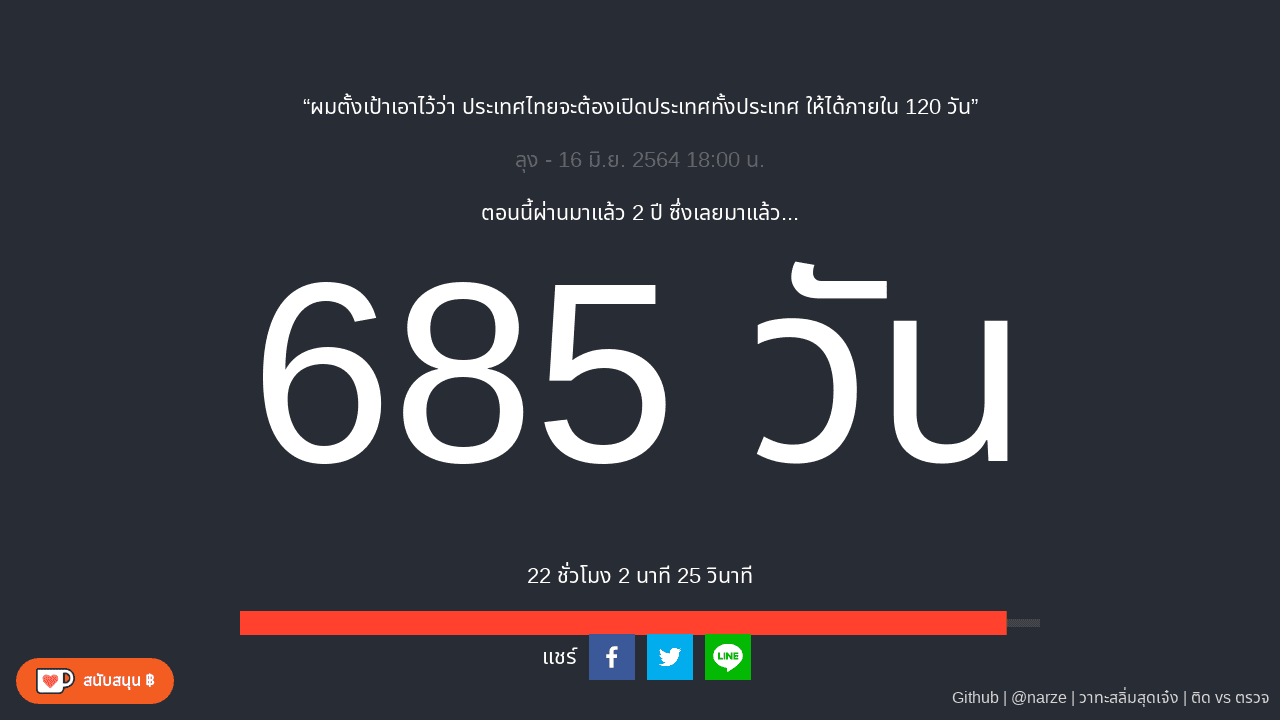 “ผมตั้งเป้าเอาไว้ว่า ประเทศไทยจะต้องเปิดประเทศทั้งประเทศ ให้ได้ภายใน 120 วัน”
ลุง - 16 มิ.ย. 2564 18:00 น.
ตอนนี้ผ่านมาแล้ว 2 ปี ซึ่งเลยมาแล้ว...
685 วัน
22 ชั่วโมง 2 นาที 25 วินาที
แชร์
LINE
สนับสนุน ฿
Github | @narze | วาทะสลิ่มสุดเจ๋ง | ติด vs ตรวจ